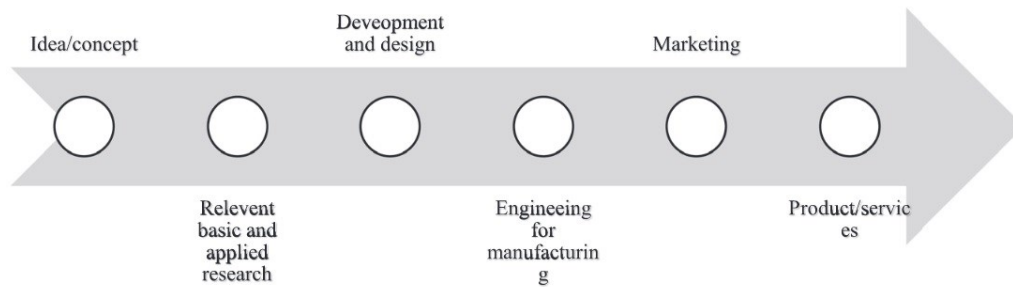 Idea/concept
Relevent
basic and
applied
research
Deveopment
and design
Engineeing
for
manufacturin
g
Marketing
Product/servic
es